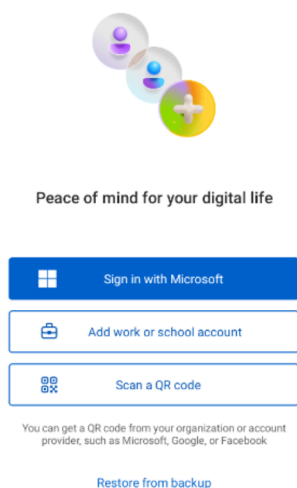 Peace of mind for your digital life
Sign in with Microsoft
Add work or school account
Scan a QR code
You can get a QR code from your organization or account
provider, such as Microsoft, Google, or Facebook
Restore from backup